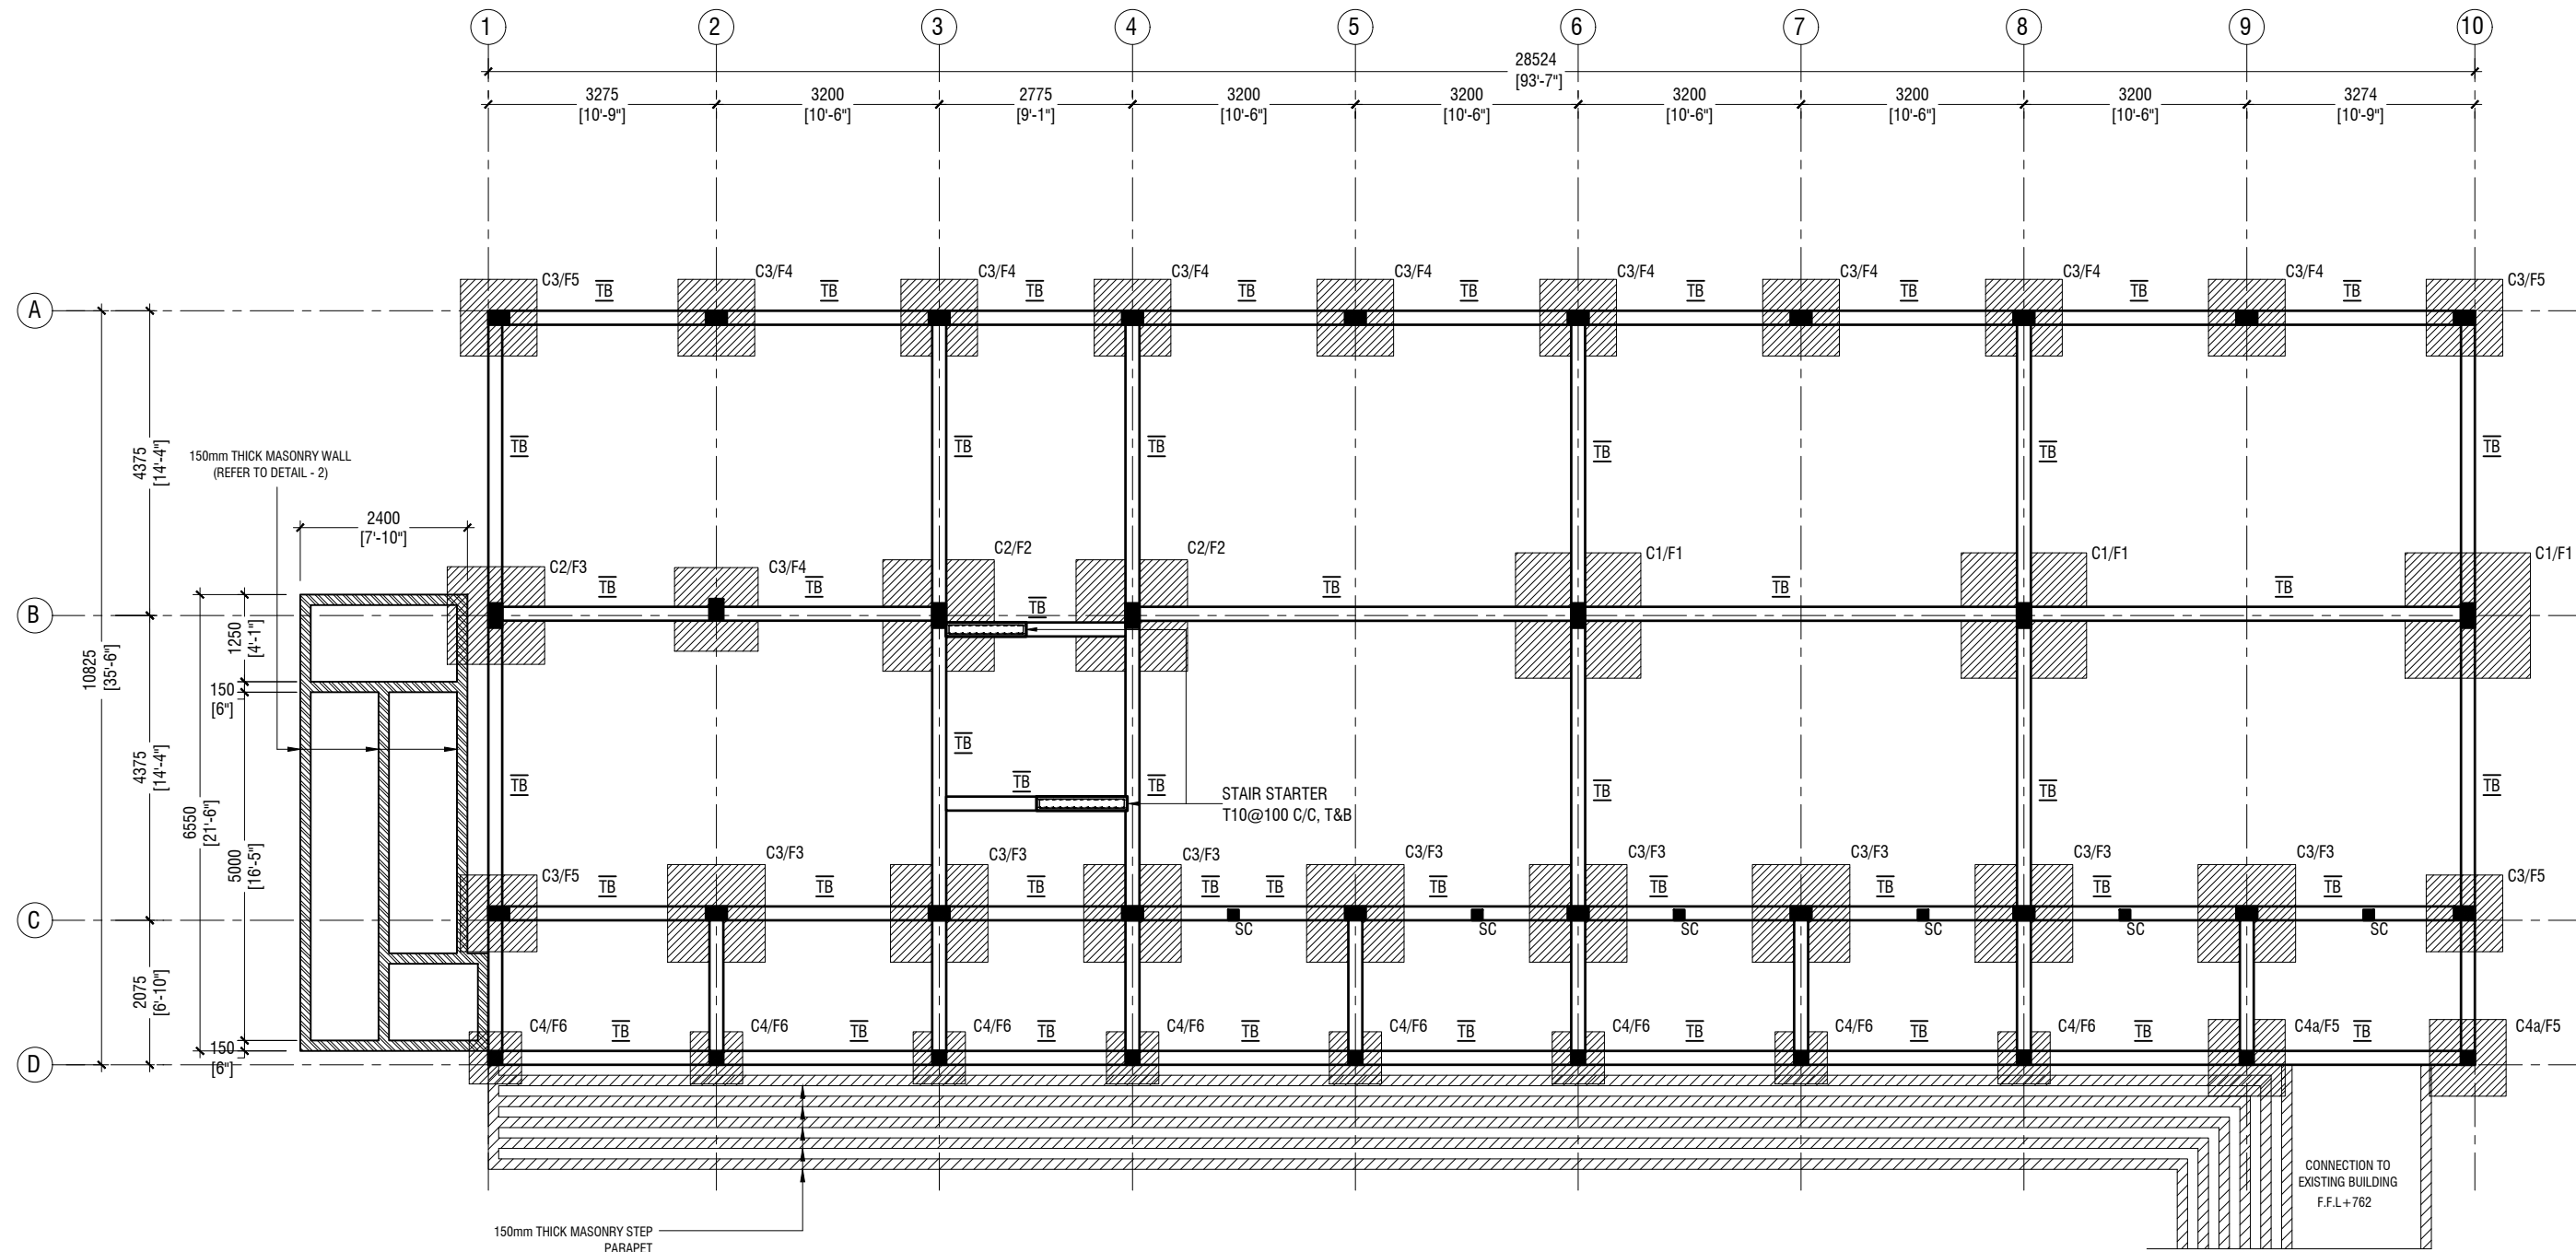 1 2 3 4 5 6 7 8 9 10
28524
[93'-7"]
3275 3200 2775 3200 3200 3200 3200 3200 3274
[10'-9"] [10'-6"] [9'-1"] [10'-6"] [10'-6"] [10'-6"] [10'-6"] [10'-6"] [10'-9"]
C3/F5 TB C3/F4 TB C3/F4 TB C3/F4 TB C3/F4 TB C3/F4 TB C3/F4 TB C3/F4 TB C3/F4 TB C3/F5
A
4375
[14'-4"]
TB TB TB TB TB TB
150mm THICK MASONRY WALL
(REFER TO DETAIL - 2)
2400
[7'-10"]
C2/F3 TB C3/F4 TB C2/F2 TB C2/F2 TB C1/F1 TB C1/F1 TB C1/F1
B
1250
[4'-1"]
10825
[35'-6"]
150
[6"]
4375
[14'-4"]
TB TB TB TB TB TB TB
STAIR STARTER
T10@100 C/C, T&B
6550
[21'-6"]
5000
[16'-5"]
C3/F5 TB C3/F3 TB C3/F3 TB C3/F3 TB TB C3/F3 TB C3/F3 TB C3/F3 TB C3/F3 TB C3/F3 TB C3/F5
C
SC SC SC SC SC SC
2075
[6'-10"]
C4/F6 TB C4/F6 TB C4/F6 TB C4/F6 TB C4/F6 TB C4/F6 TB C4/F6 TB C4/F6 TB C4a/F5 TB C4a/F5
150
[6"]
D
CONNECTION TO
EXISTING BUILDING
F.F.L+762
150mm THICK MASONRY STEP
PARAPET